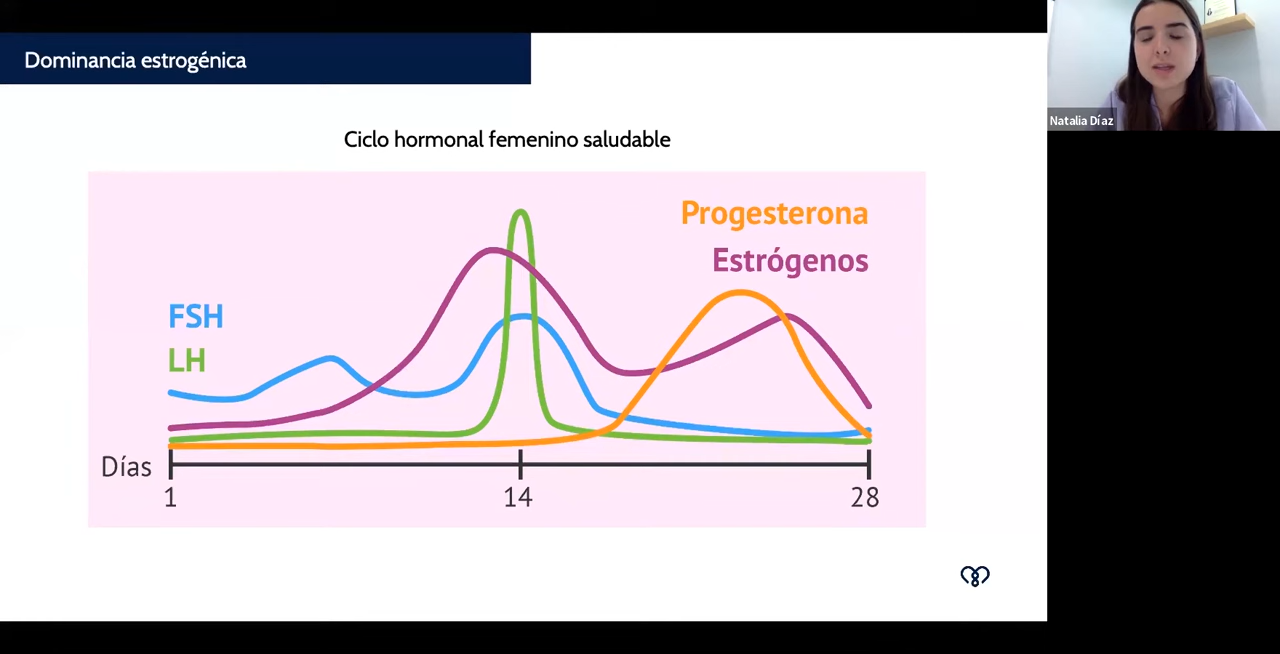 Dominancia estrogénica
Natalia Díaz
Ciclo hormonal femenino saludable
Progesterona
Estrógenos
FSH
LH
Días
1
14
28